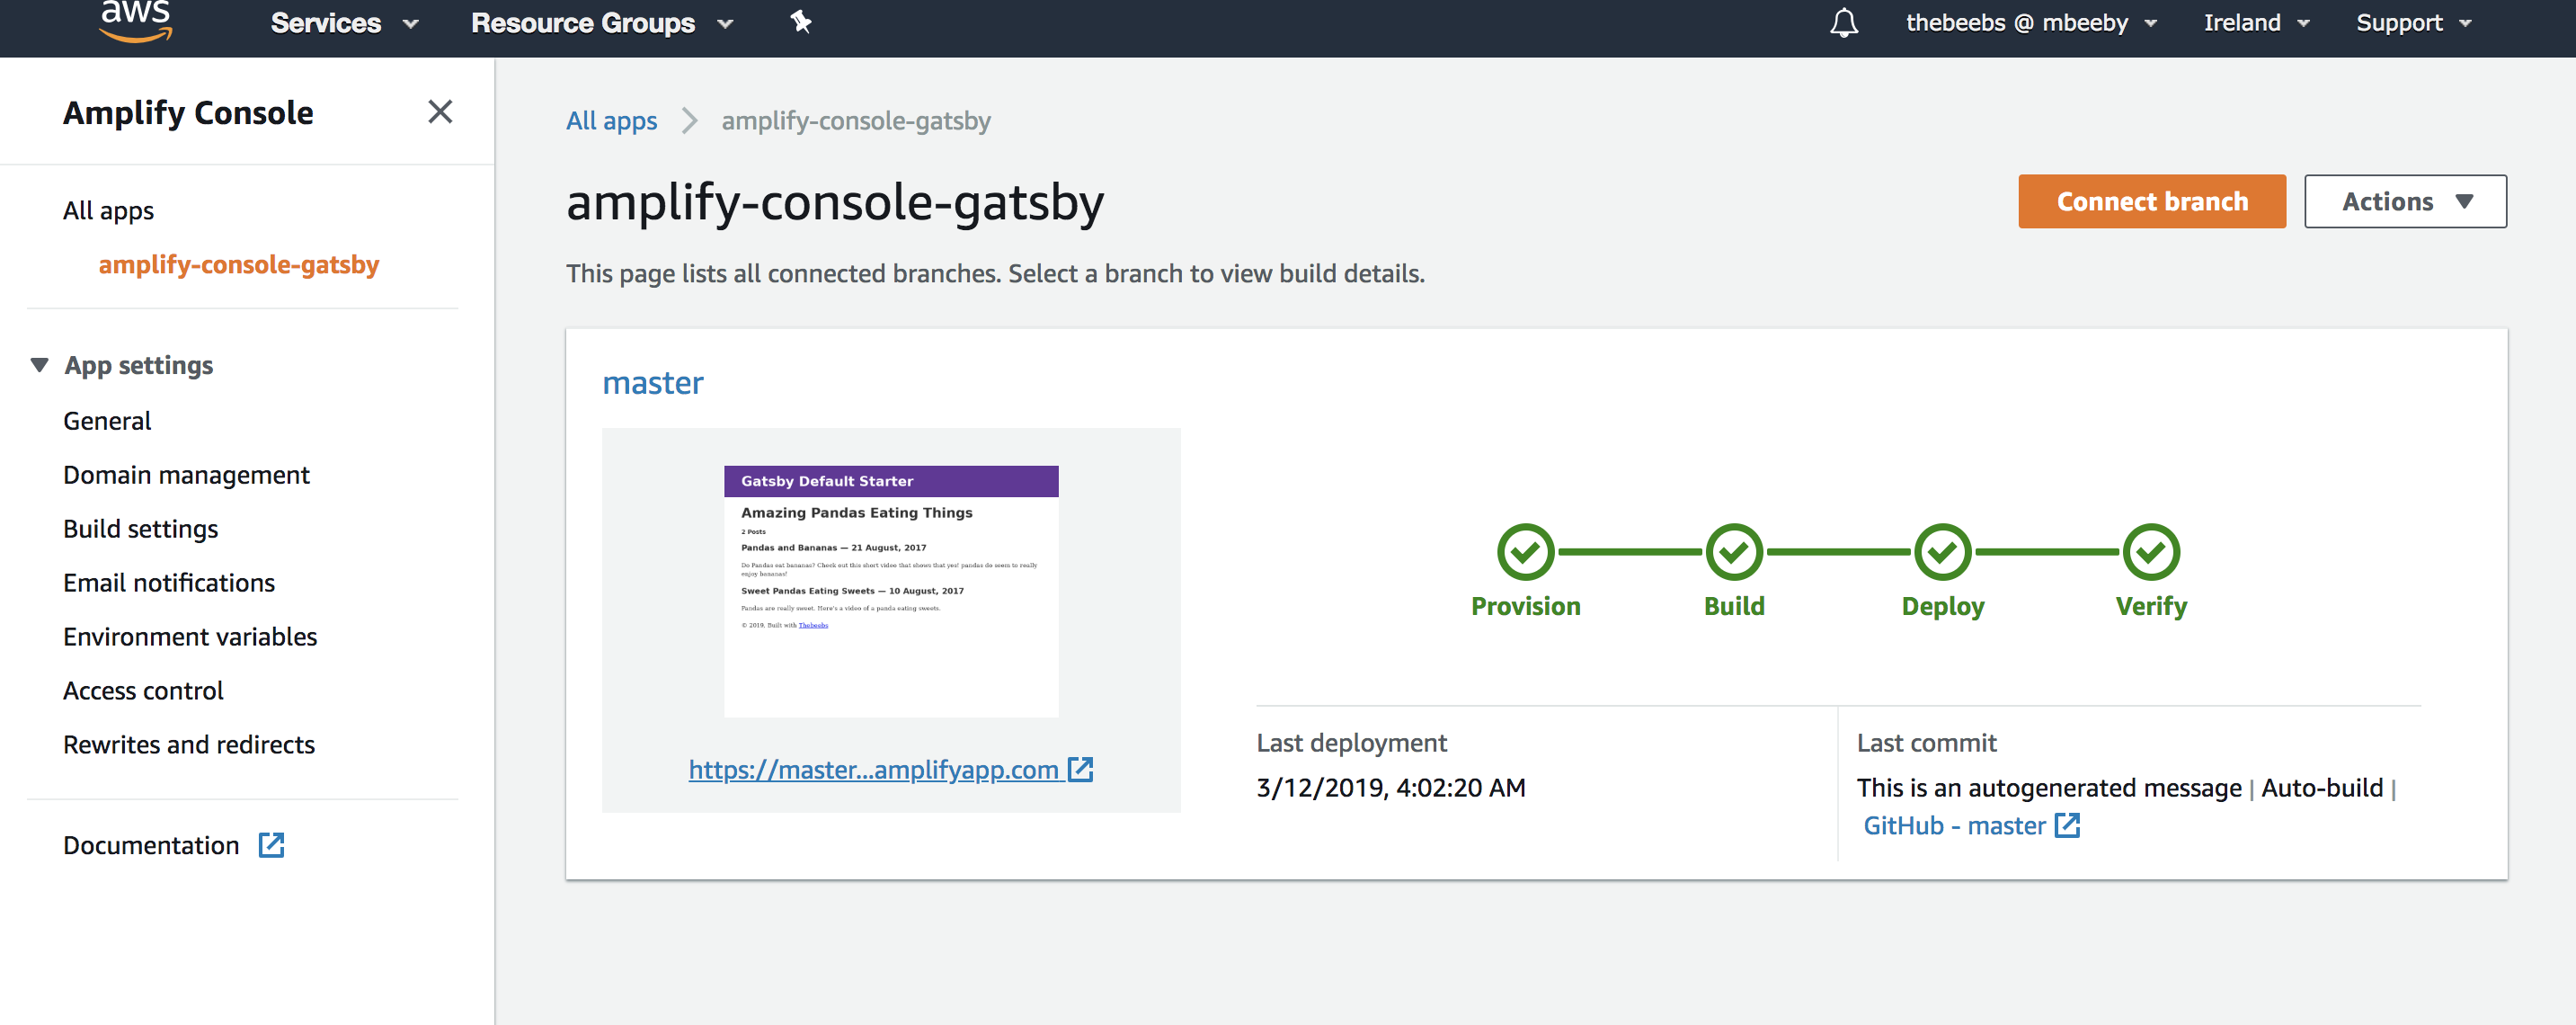 aws
Services
Resource Groups
thebeebs @ mbeeby
Ireland
Support
Amplify Console
All apps
amplify-console-gatsby
App settings
General
Domain management
Build settings
Email notifications
Environment variables
Access control
Rewrites and redirects
Documentation
All apps
amplify-console-gatsby
amplify-console-gatsby
Connect branch
Actions
This page lists all connected branches. Select a branch to view build details.
master
Gatsby Default Starter
Amazing Pandas Eating Things
2 Posts
Pandas and Bananas — 21 August, 2017
Do Pandas eat bananas? Check out this short video that shows that yes! pandas do seem to really
enjoy bananas!
Sweet Pandas Eating Sweets — 10 August, 2017
Pandas are really sweet. Here's a video of a panda eating sweets.
© 2019, Built with Thebeebs
https://master...amplifyapp.com
Provision
Build
Deploy
Verify
Last deployment
3/12/2019, 4:02:20 AM
Last commit
This is an autogenerated message | Auto-build |
GitHub - master